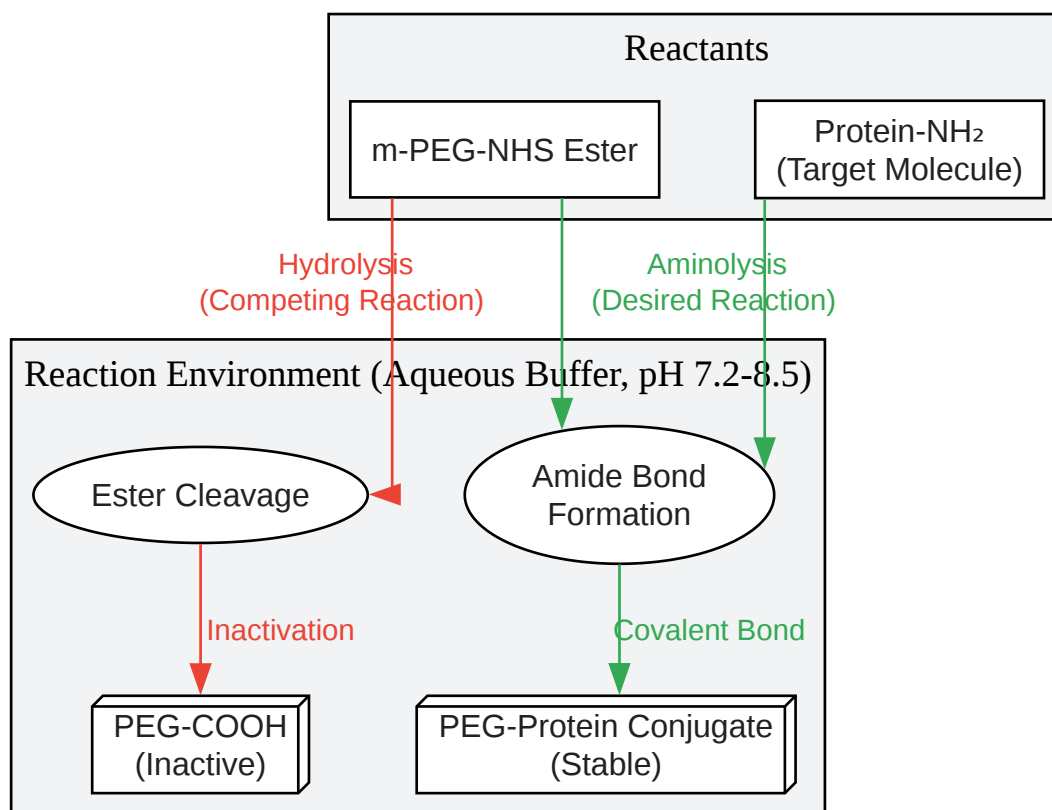 Reactants
m-PEG-NHS Ester
Protein-NH₂
(Target Molecule)
Hydrolysis
(Competing Reaction)
Aminolysis
(Desired Reaction)
Reaction Environment (Aqueous Buffer, pH 7.2-8.5)
Ester Cleavage
Amide Bond
Formation
Inactivation
Covalent Bond
PEG-COOH
(Inactive)
PEG-Protein Conjugate
(Stable)